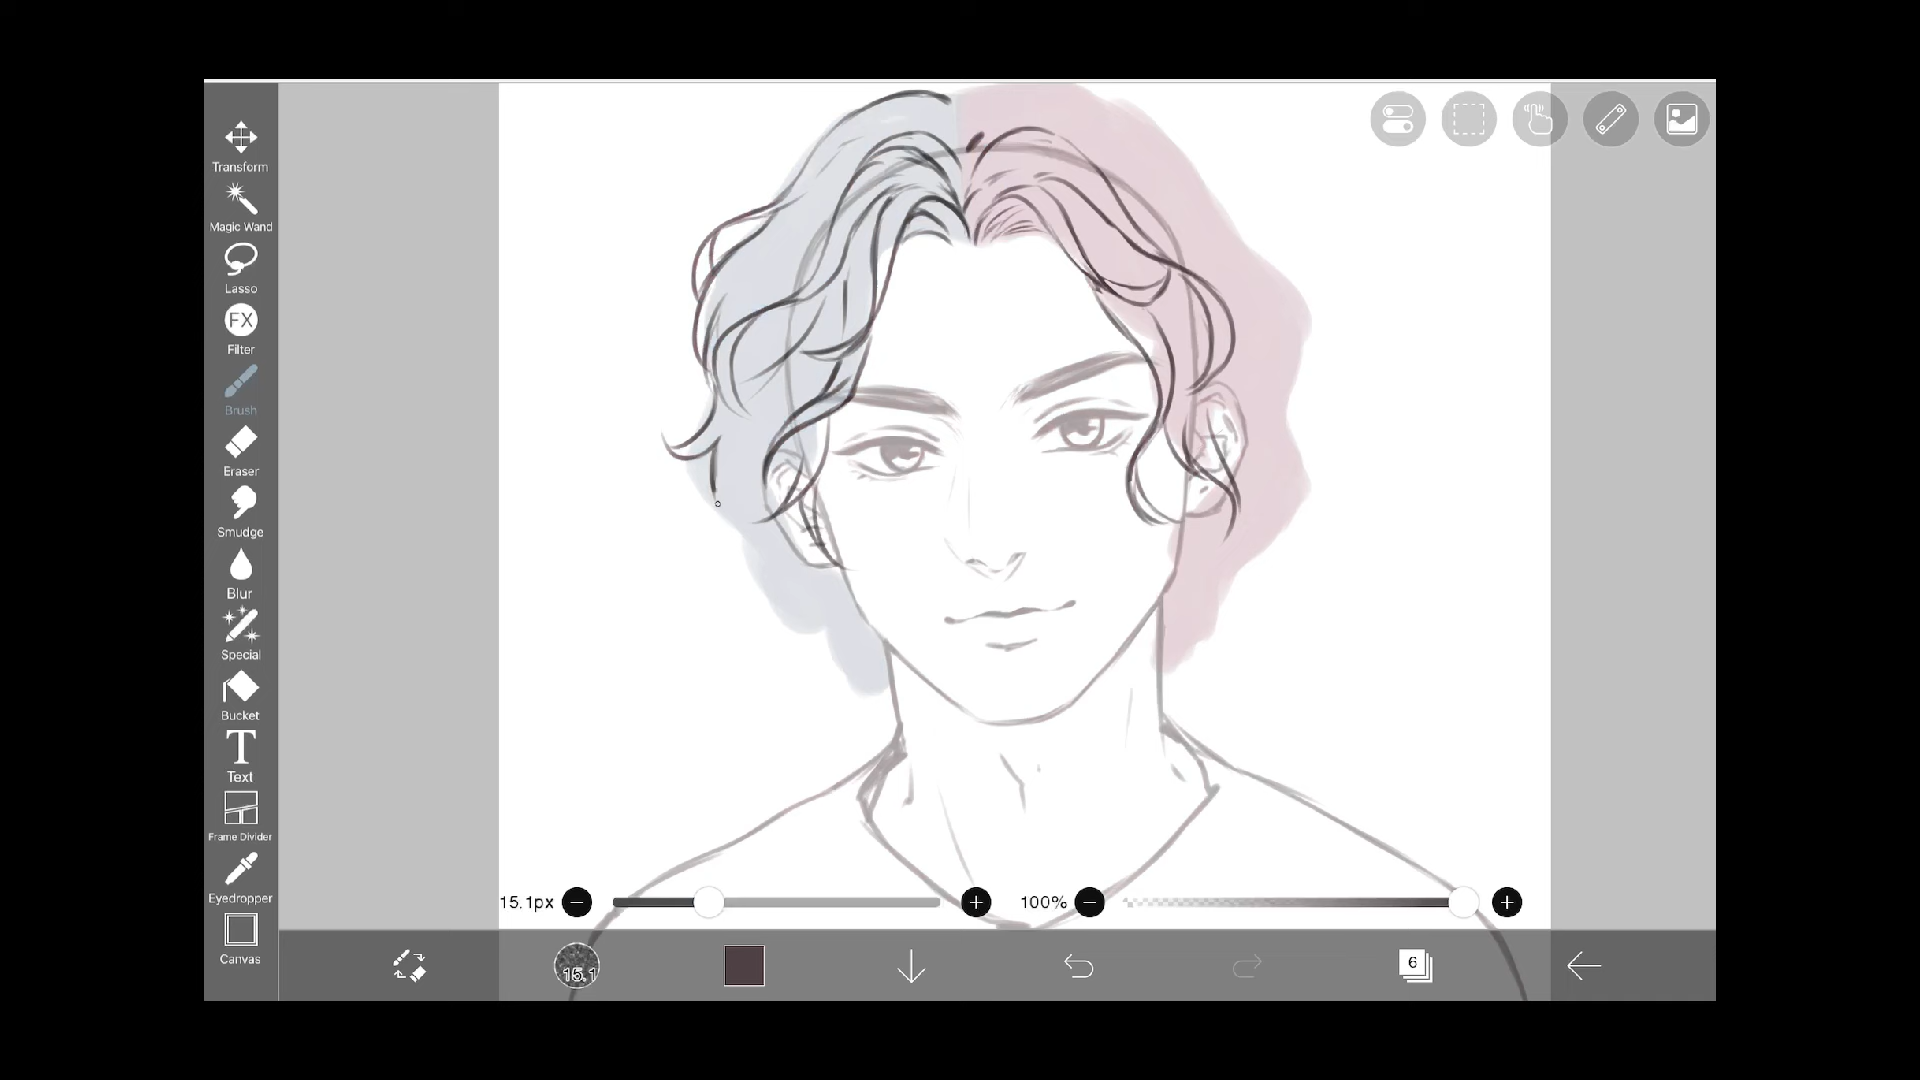 Transform
Magic Wand
Lasso
FX
Filter
Brush
Eraser
Smudge
Blur
Special
Bucket
T
Text
Frame Divider
Eyedropper
Canvas
15.1px
100%
15.1
6